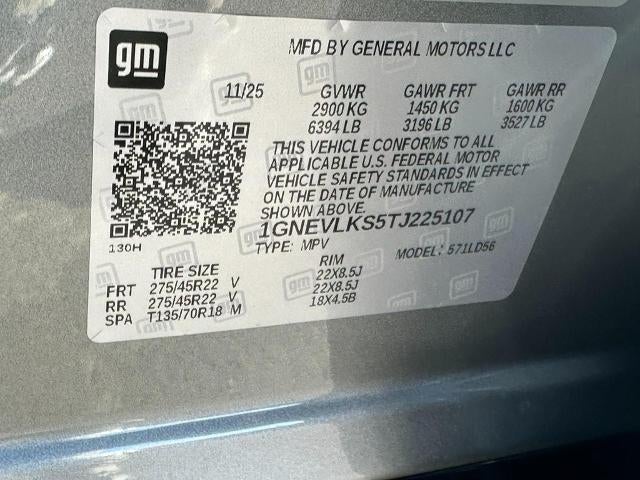 gm
MFD BY GENERAL MOTORS LLC
11/25 GVWR GAWR FRT GAWR RR
2900 KG 1450 KG 1600 KG
6394 LB 3196 LB 3527 LB
THIS VEHICLE CONFORMS TO ALL
APPLICABLE U.S. FEDERAL MOTOR
VEHICLE SAFETY STANDARDS IN EFFECT
ON THE DATE OF MANUFACTURE
SHOWN ABOVE.
1GNEVLKS5TJ225107
130H
TYPE: MPV MODEL: 571LD56
TIRE SIZE RIM
FRT 275/45R22 V 22X8.5J
RR 275/45R22 V 22X8.5J
SPA T135/70R18 M 18X4.5B